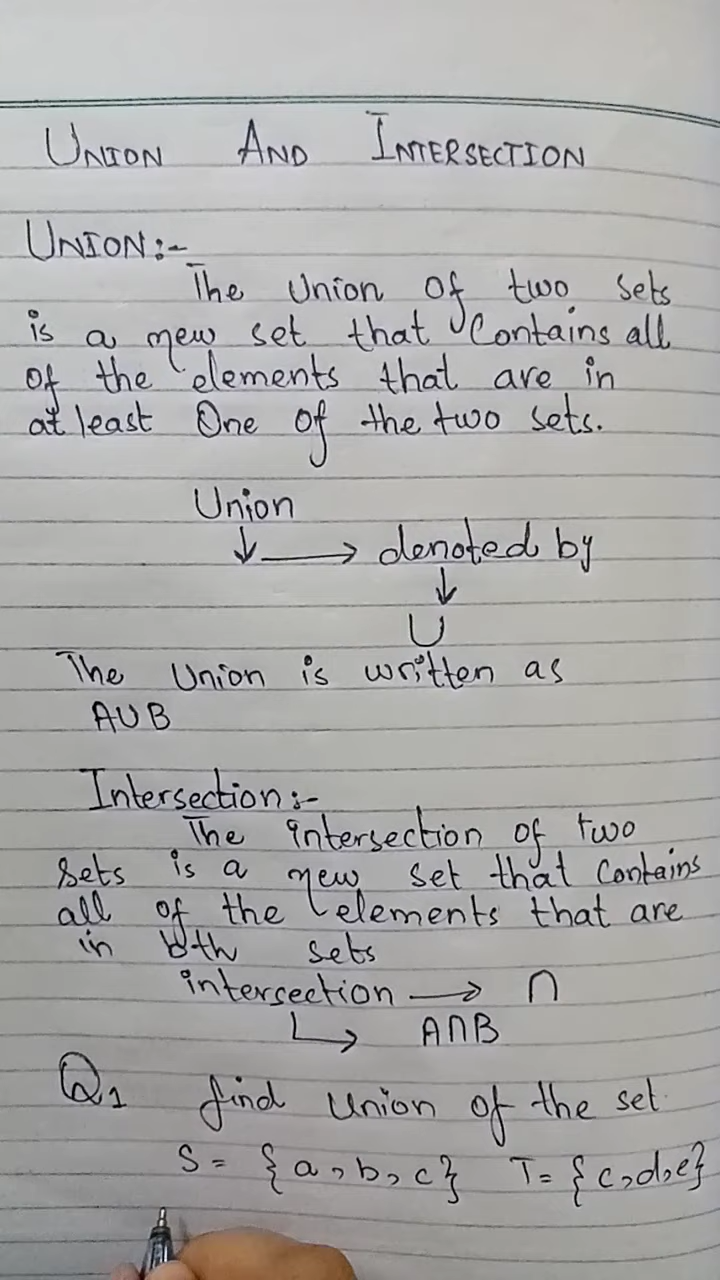 UNION AND INTERSECTION
UNION:-
The Union Of two sets
is a new set that Contains all
Of the elements that are in
at least One Of the two sets.
Union
↓ → denoted by
↓
∪
The Union is written as
A∪B
Intersection:-
The intersection of two
sets is a new set that Contains
all of the elements that are
in both sets
intersection → ∩
↳ A∩B
Q1 find Union Of the set.
S = {a, b, c} T= {c, d, e}